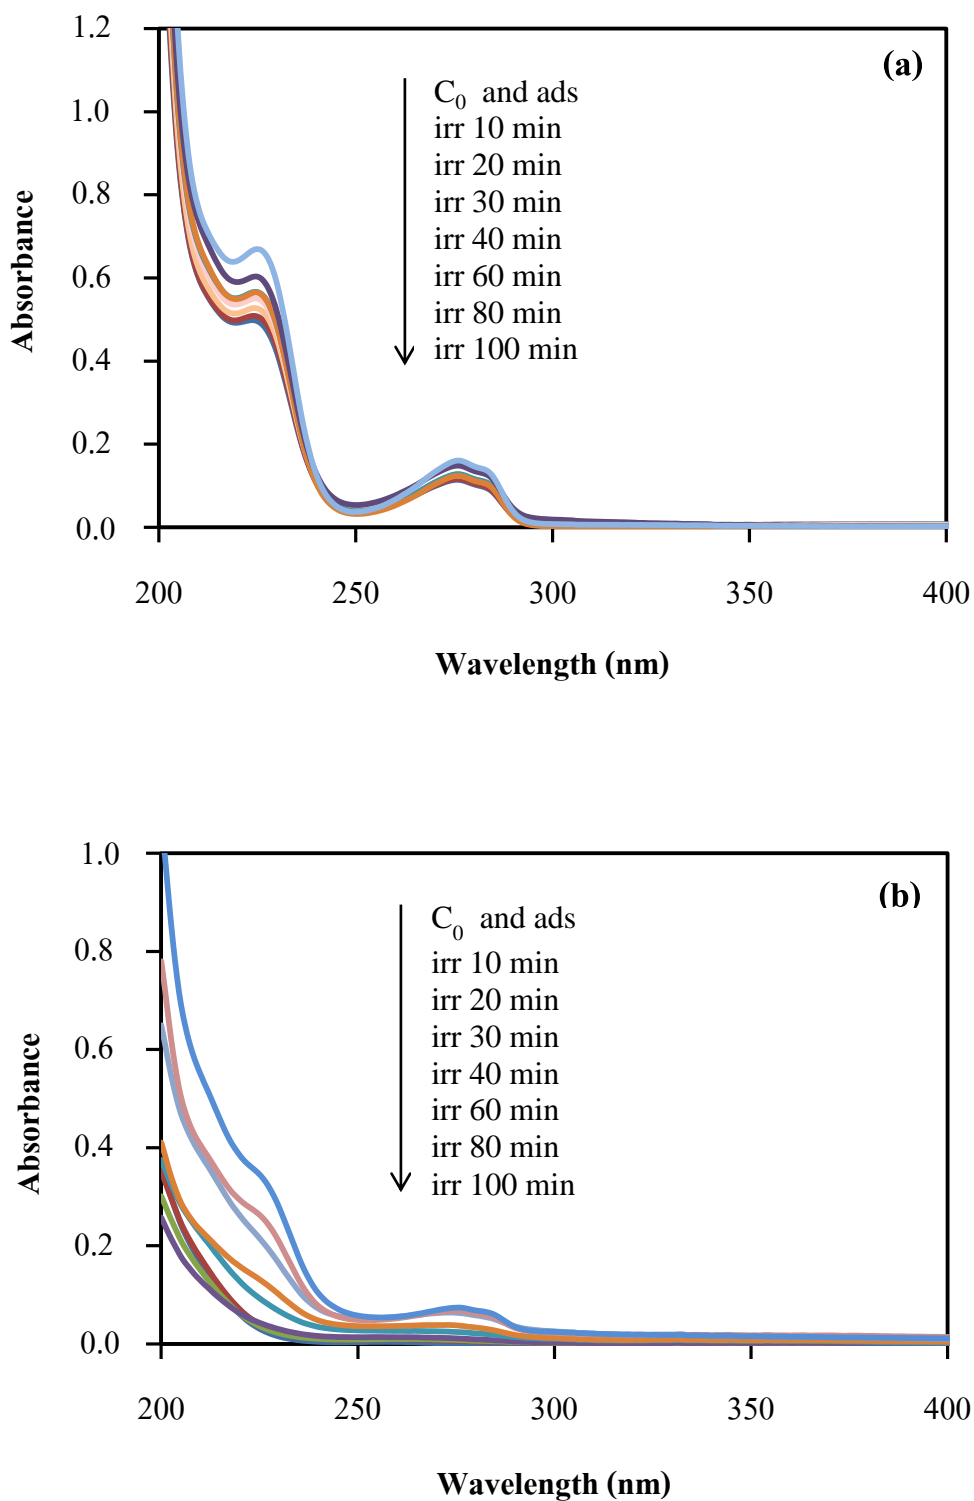 1.2
(a)
C0 and ads
irr 10 min
irr 20 min
irr 30 min
irr 40 min
irr 60 min
irr 80 min
irr 100 min
1.0
0.8
0.6
0.4
0.2
0.0
Absorbance
200 250 300 350 400
Wavelength (nm)
1.0
(b)
C0 and ads
irr 10 min
irr 20 min
irr 30 min
irr 40 min
irr 60 min
irr 80 min
irr 100 min
0.8
0.6
0.4
0.2
0.0
Absorbance
200 250 300 350 400
Wavelength (nm)